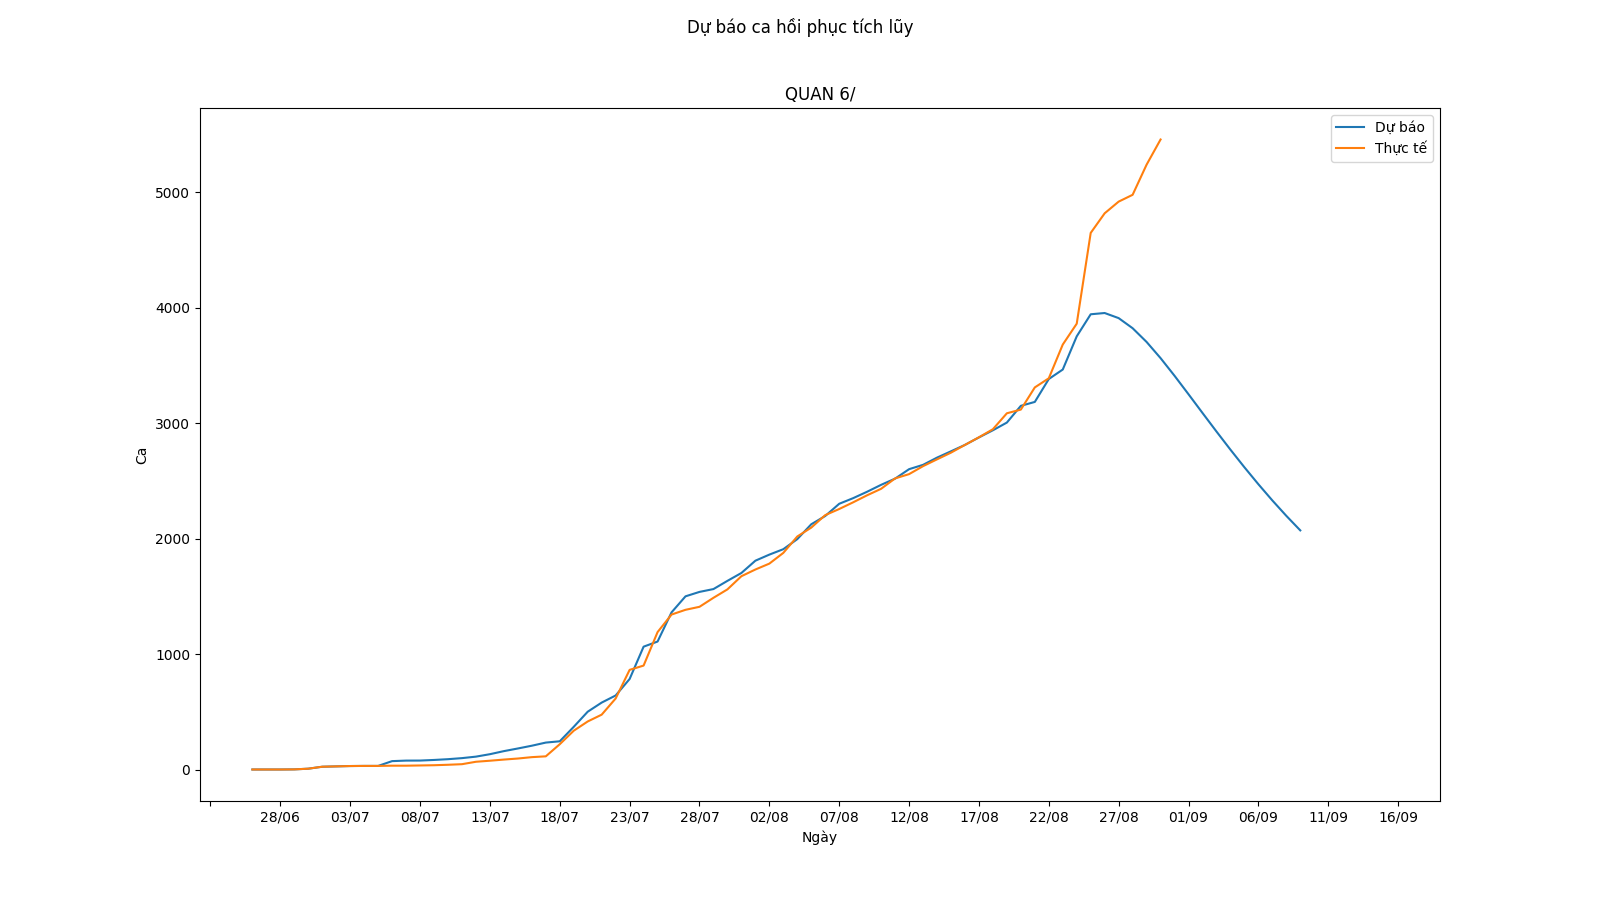 Dự báo ca hồi phục tích lũy
QUAN 6/
Dự báo
Thực tế
5000
4000
3000
2000
1000
0
Ca
28/06 03/07 08/07 13/07 18/07 23/07 28/07 02/08 07/08 12/08 17/08 22/08 27/08 01/09 06/09 11/09 16/09
Ngày